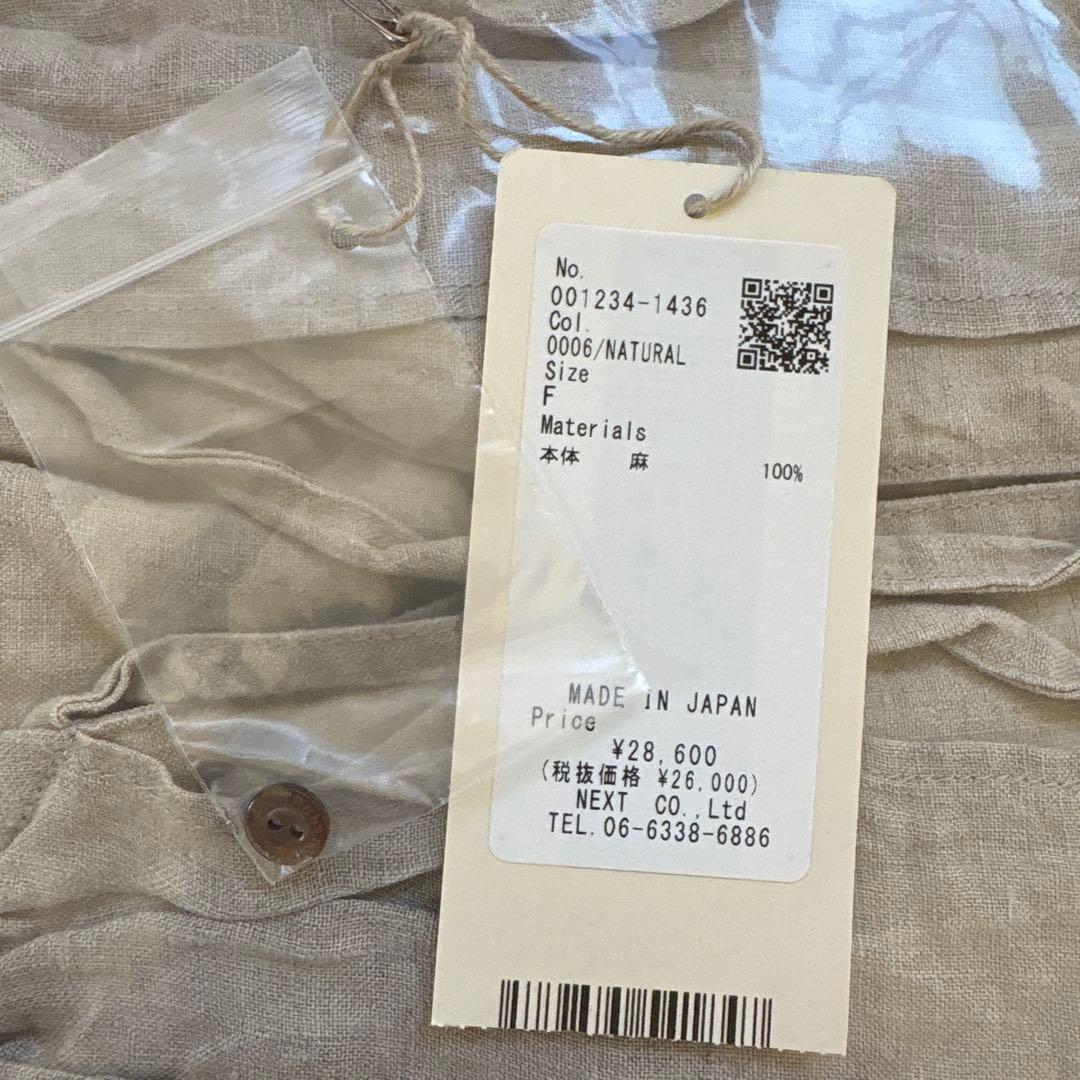 No.
001234-1436
Col.
0006/NATURAL
Size
F
Materials
本体 麻 100%
MADE IN JAPAN
Price
¥28,600
(税抜価格 ¥26,000)
NEXT CO.,Ltd
TEL.06-6338-6886